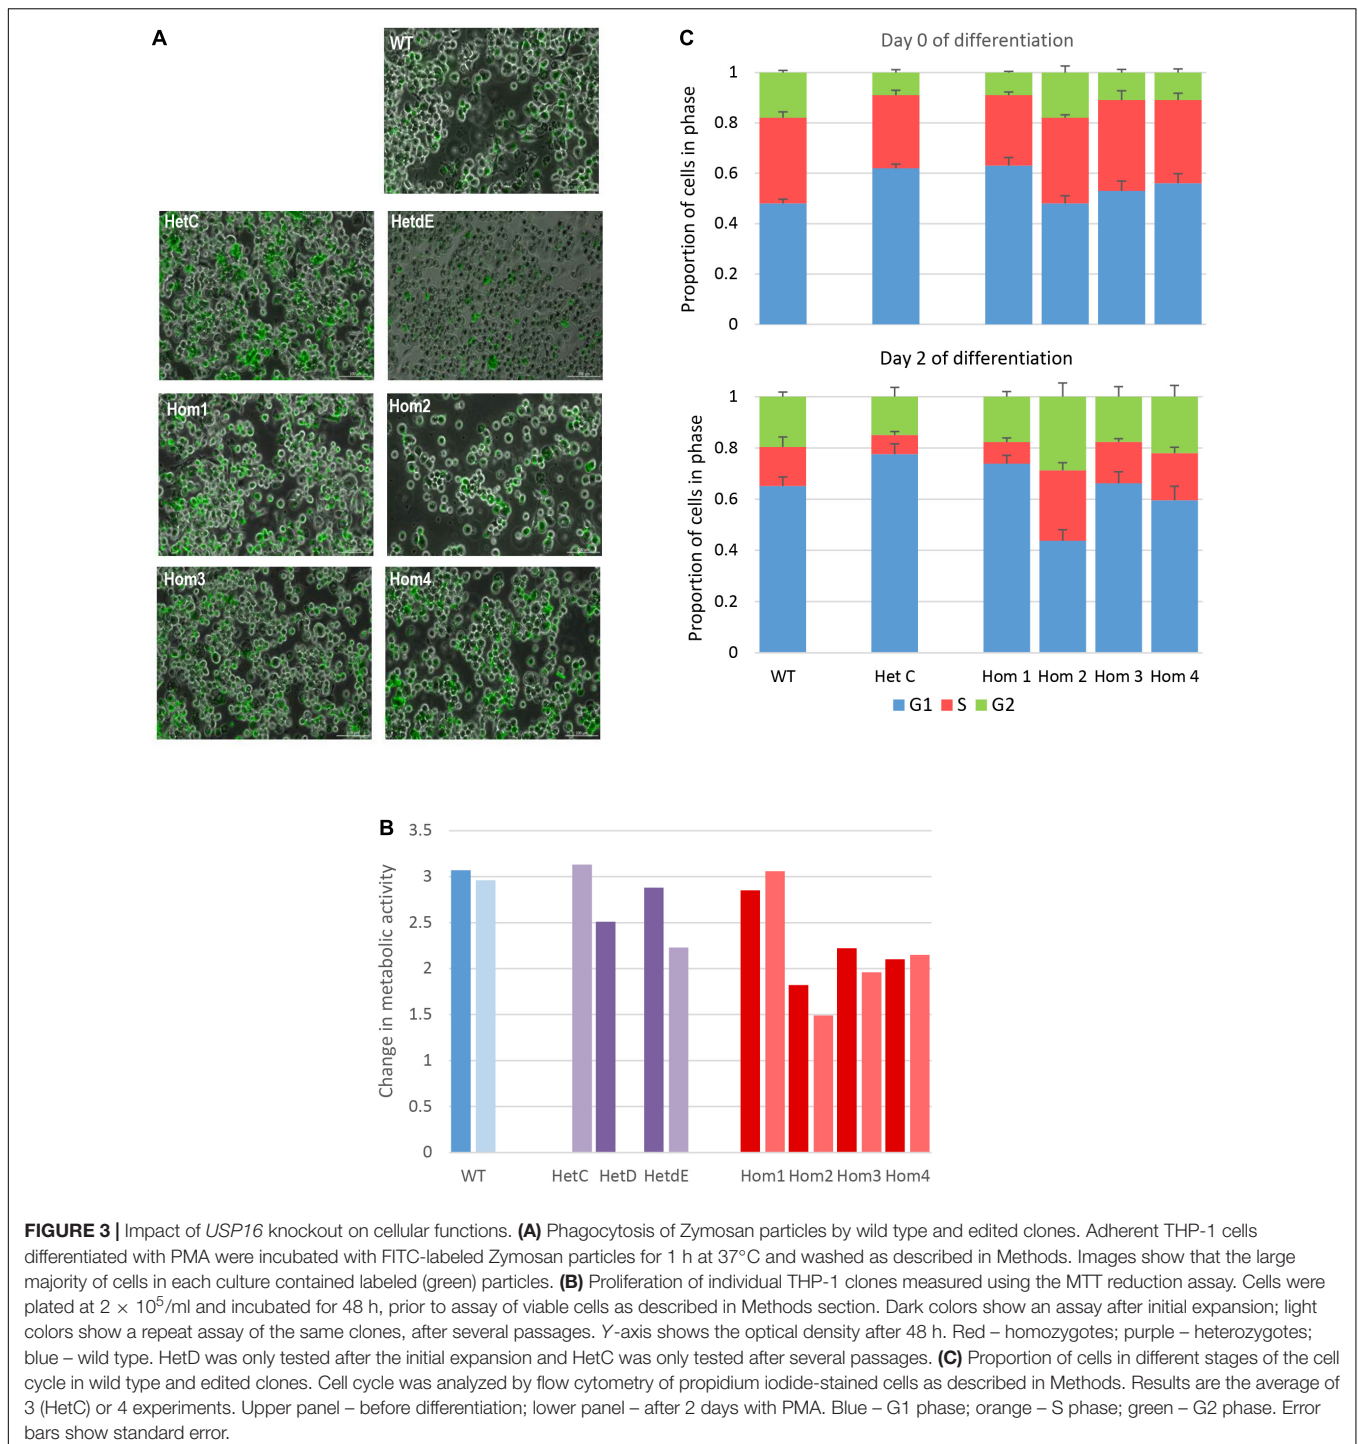 A
WT
HetC
HetdE
Hom1
Hom2
Hom3
Hom4
C
Day 0 of differentiation
Proportion of cells in phase
1
0.8
0.6
0.4
0.2
0
Day 2 of differentiation
Proportion of cells in phase
1
0.8
0.6
0.4
0.2
0
WT Het C Hom 1 Hom 2 Hom 3 Hom 4
G1 S G2
B
Change in metabolic activity
3.5
3
2.5
2
1.5
1
0.5
0
WT HetC HetD HetdE Hom1 Hom2 Hom3 Hom4
FIGURE 3 | Impact of USP16 knockout on cellular functions. (A) Phagocytosis of Zymosan particles by wild type and edited clones. Adherent THP-1 cells
differentiated with PMA were incubated with FITC-labeled Zymosan particles for 1 h at 37°C and washed as described in Methods. Images show that the large
majority of cells in each culture contained labeled (green) particles. (B) Proliferation of individual THP-1 clones measured using the MTT reduction assay. Cells were
plated at 2 × 10⁵/ml and incubated for 48 h, prior to assay of viable cells as described in Methods section. Dark colors show an assay after initial expansion; light
colors show a repeat assay of the same clones, after several passages. Y-axis shows the optical density after 48 h. Red – homozygotes; purple – heterozygotes;
blue – wild type. HetD was only tested after the initial expansion and HetC was only tested after several passages. (C) Proportion of cells in different stages of the cell
cycle in wild type and edited clones. Cell cycle was analyzed by flow cytometry of propidium iodide-stained cells as described in Methods. Results are the average of
3 (HetC) or 4 experiments. Upper panel – before differentiation; lower panel – after 2 days with PMA. Blue – G1 phase; orange – S phase; green – G2 phase. Error
bars show standard error.